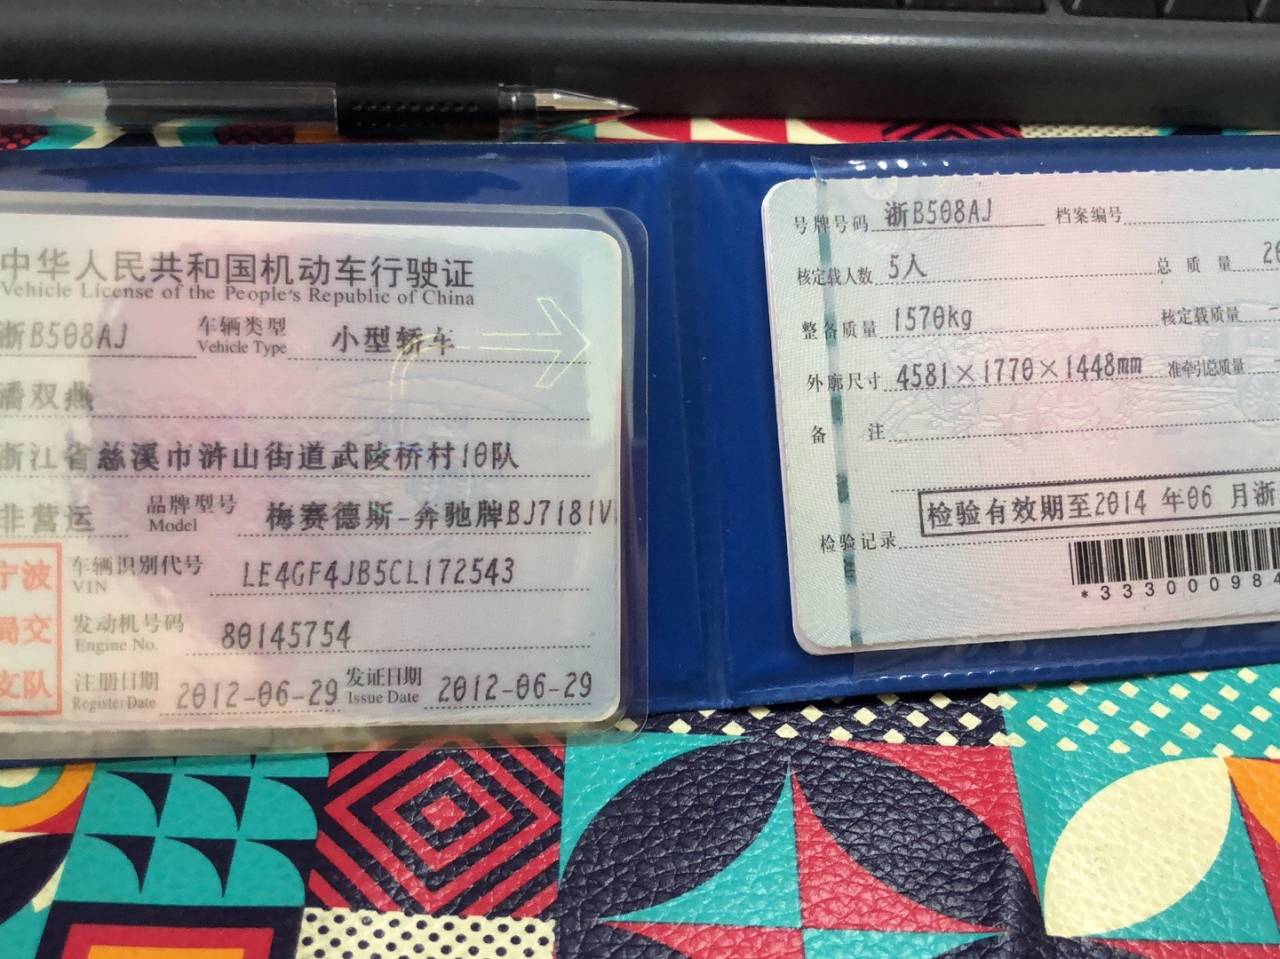 中华人民共和国机动车行驶证
Vehicle License of the People's Republic of China
浙B508AJ 车辆类型 Vehicle Type 小型轿车
潘双燕
浙江省慈溪市浒山街道武陵桥村10队
非营运 品牌型号 Model 梅赛德斯-奔驰牌BJ7181V
车辆识别代号 VIN LE4GF4JB5CL172543
发动机号码 Engine No. 80145754
注册日期 Register Date 2012-06-29 发证日期 Issue Date 2012-06-29
宁波
局交
支队
号牌号码 浙B508AJ 档案编号
核定载人数 5人 总质量 20
整备质量 1570kg 核定载质量
外廓尺寸 4581×1770×1448mm 准牵引总质量
备注
检验有效期至2014 年06 月浙
检验记录
*333000984